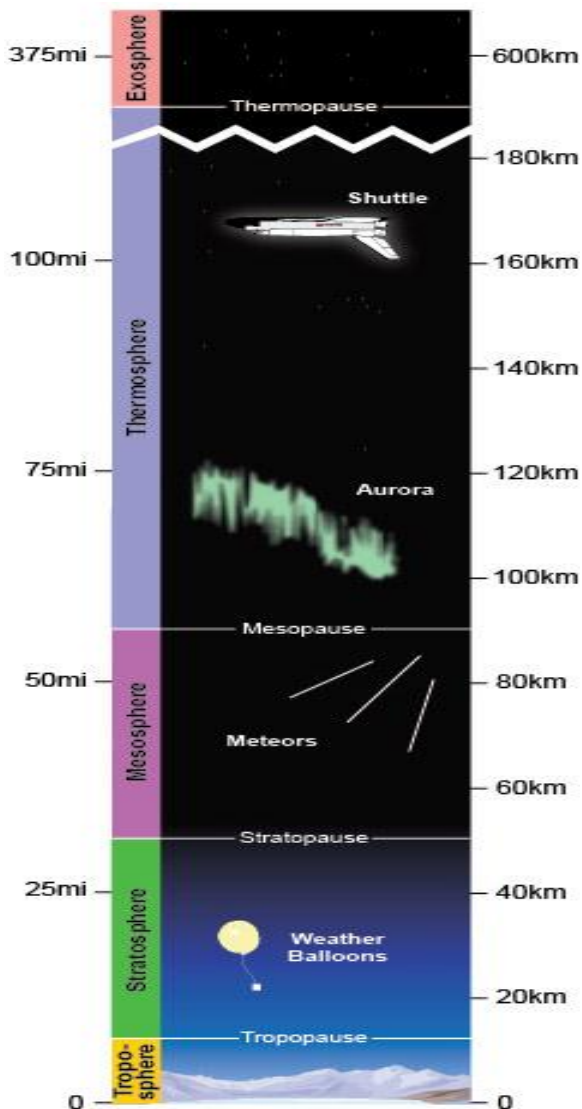 375mi
Exosphere
600km
Thermopause
180km
Shuttle
100mi
160km
Thermosphere
140km
75mi
120km
Aurora
100km
Mesopause
50mi
80km
Mesosphere
Meteors
60km
Stratopause
25mi
40km
Stratosphere
Weather
Balloons
20km
Tropopause
Tropo-
sphere
0
0